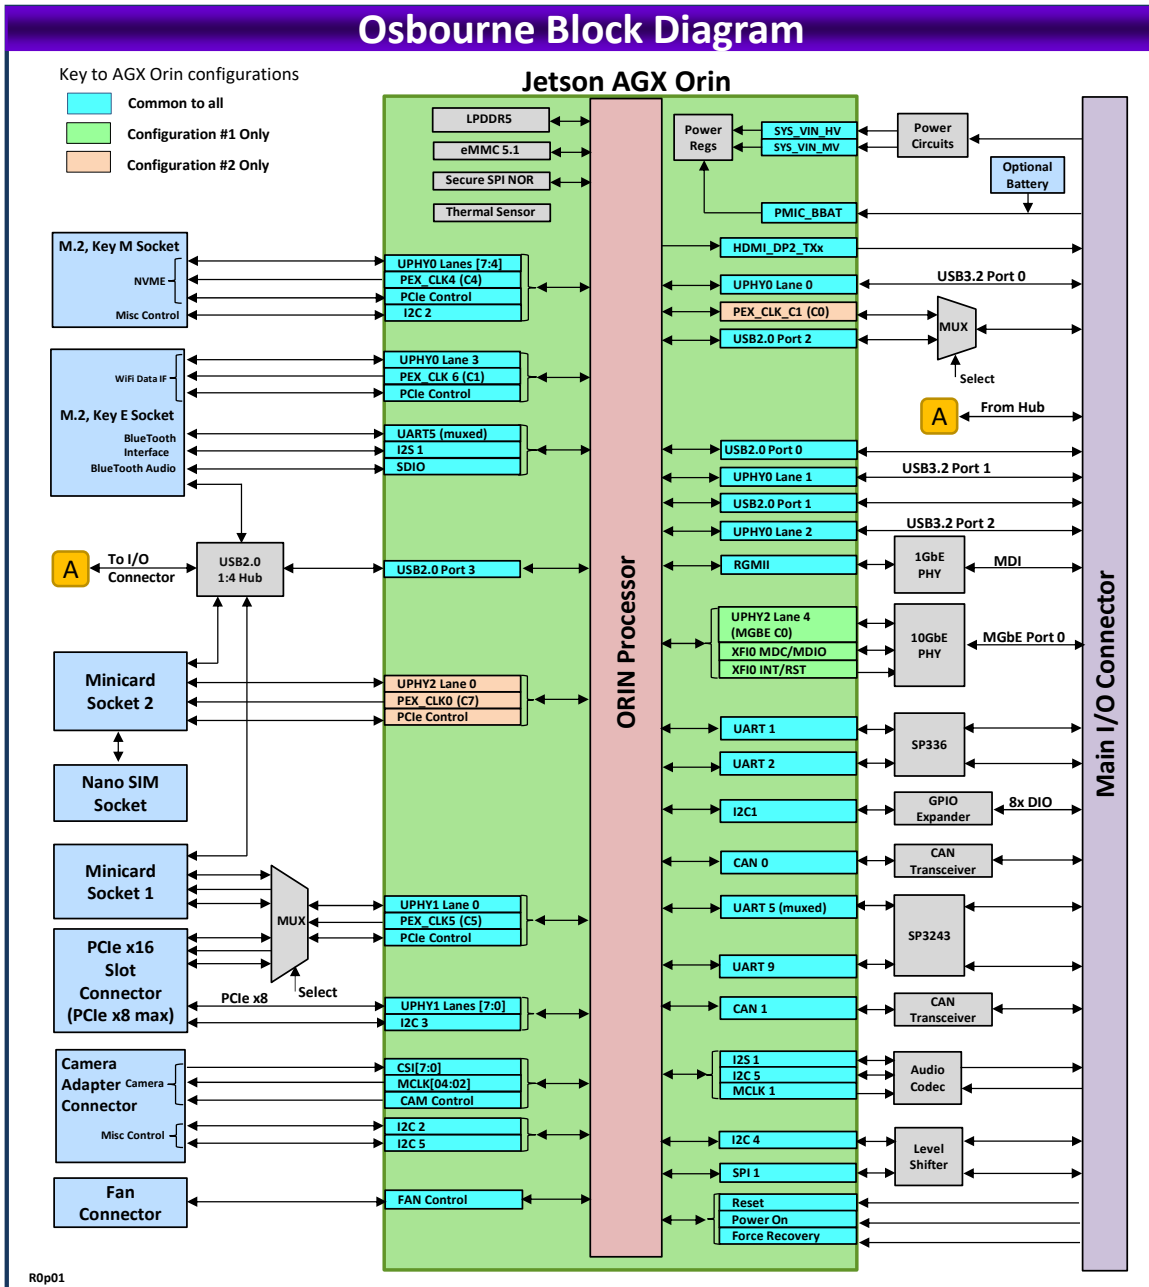 Osbourne Block Diagram
Key to AGX Orin configurations
Common to all
Configuration #1 Only
Configuration #2 Only
Jetson AGX Orin
LPDDR5
eMMC 5.1
Secure SPI NOR
Thermal Sensor
ORIN Processor
Main I/O Connector
M.2, Key M Socket
NVME
Misc Control
UPHY0 Lanes [7:4]
PEX_CLK4 (C4)
PCIe Control
I2C 2
WiFi Data IF
M.2, Key E Socket
BlueTooth
Interface
BlueTooth Audio
UPHY0 Lane 3
PEX_CLK 6 (C1)
PCIe Control
UART5 (muxed)
I2S 1
SDIO
A
To I/O
Connector
USB2.0
1:4 Hub
USB2.0 Port 3
Minicard
Socket 2
UPHY2 Lane 0
PEX_CLK0 (C7)
PCIe Control
Nano SIM
Socket
Minicard
Socket 1
MUX
Select
UPHY1 Lane 0
PEX_CLK5 (C5)
PCIe Control
PCIe x16
Slot
Connector
(PCIe x8 max)
PCIe x8
UPHY1 Lanes [7:0]
I2C 3
Camera
Adapter
Connector
Camera
Misc Control
CSI[7:0]
MCLK[04:02]
CAM Control
I2C 2
I2C 5
Fan
Connector
FAN Control
Power
Regs
SYS_VIN_HV
SYS_VIN_MV
Power
Circuits
Optional
Battery
PMIC_BBAT
HDMI_DP2_TXx
UPHY0 Lane 0
USB3.2 Port 0
PEX_CLK_C1 (C0)
USB2.0 Port 2
MUX
Select
A
From Hub
USB2.0 Port 0
UPHY0 Lane 1
USB3.2 Port 1
USB2.0 Port 1
UPHY0 Lane 2
USB3.2 Port 2
RGMII
1GbE
PHY
MDI
UPHY2 Lane 4
(MGBE C0)
XFI0 MDC/MDIO
XFI0 INT/RST
10GbE
PHY
MGbE Port 0
UART 1
UART 2
SP336
I2C1
GPIO
Expander
8x DIO
CAN 0
CAN
Transceiver
UART 5 (muxed)
UART 9
SP3243
CAN 1
CAN
Transceiver
I2S 1
I2C 5
MCLK 1
Audio
Codec
I2C 4
SPI 1
Level
Shifter
Reset
Power On
Force Recovery
R0p01